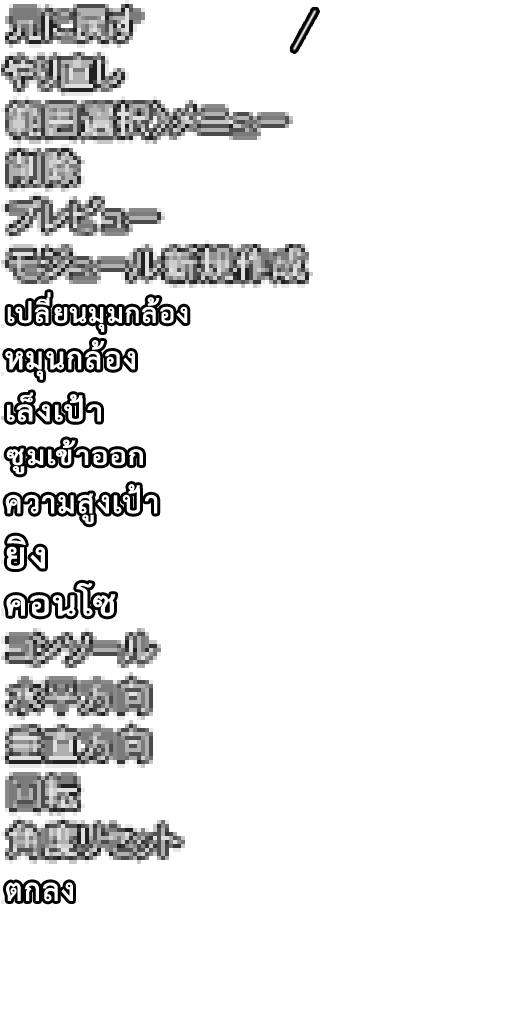 元に戻す /
やり直し
範囲選択メニュー
削除
プレビュー
モジュール新規作成
เปลี่ยนมุมกล้อง
หมุนกล้อง
เล็งเป้า
ซูมเข้าออก
ความสูงเป้า
ยิง
คอนโซ
コンソール
水平方向
垂直方向
回転
角度リセット
ตกลง